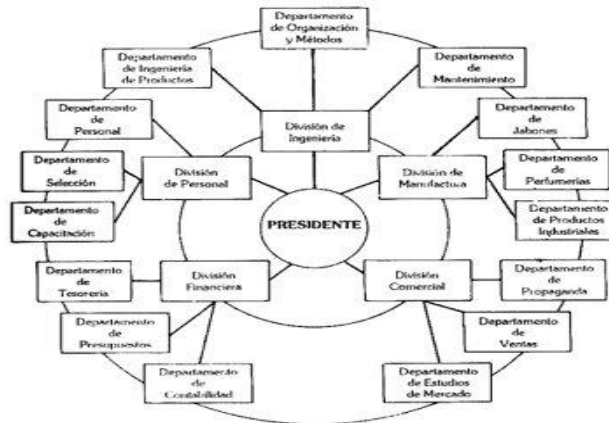 Departamento
de Organización
y Métodos
Departamento
de Ingeniería
de Productos
Departamento
de
Mantenimiento
Departamento
de
Personal
División de
Ingeniería
Departamento
de
Jabones
Departamento
de
Selección
División
de Personal
División de
Manufactura
Departamento
de
Perfumerías
Departamento
de
Capacitación
PRESIDENTE
Departamento
de Productos
Industriales
Departamento
de
Tesorería
División
Financiera
División
Comercial
Departamento
de
Propaganda
Departamento
de
Presupuestos
Departamento
de
Ventas
Departamento
de
Contabilidad
Departamento
de Estudios
de Mercado